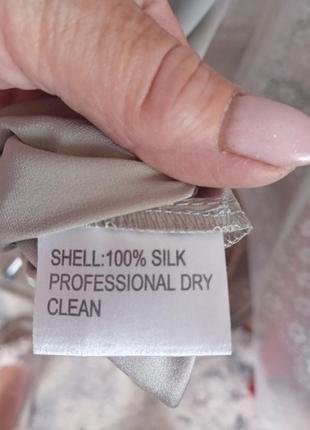 SHELL:100% SILK
PROFESSIONAL DRY
CLEAN